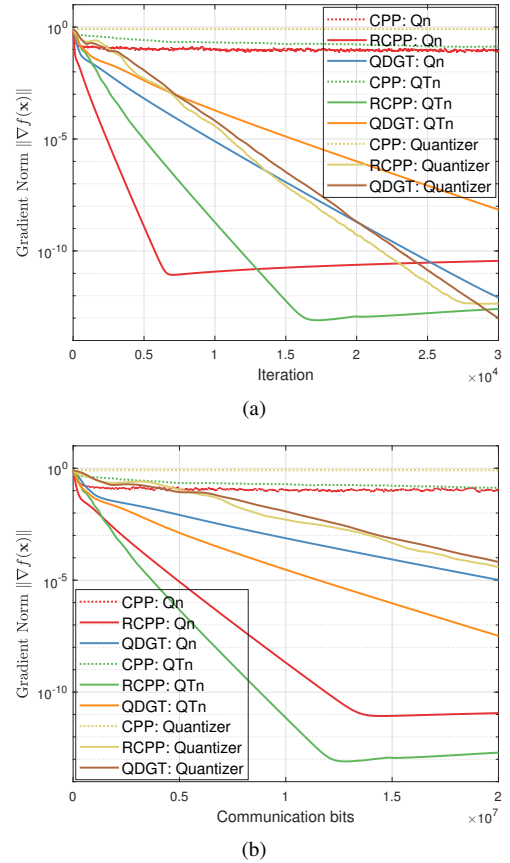 10^0
10^{-5}
10^{-10}
Gradient Norm ‖∇f(x)‖
CPP: Qn
RCPP: Qn
QDGT: Qn
CPP: QTn
RCPP: QTn
QDGT: QTn
CPP: Quantizer
RCPP: Quantizer
QDGT: Quantizer
0 0.5 1 1.5 2 2.5 3
Iteration ×10^4
(a)
10^0
10^{-5}
10^{-10}
Gradient Norm ‖∇f(x)‖
CPP: Qn
RCPP: Qn
QDGT: Qn
CPP: QTn
RCPP: QTn
QDGT: QTn
CPP: Quantizer
RCPP: Quantizer
QDGT: Quantizer
0 0.5 1 1.5 2
Communication bits ×10^7
(b)